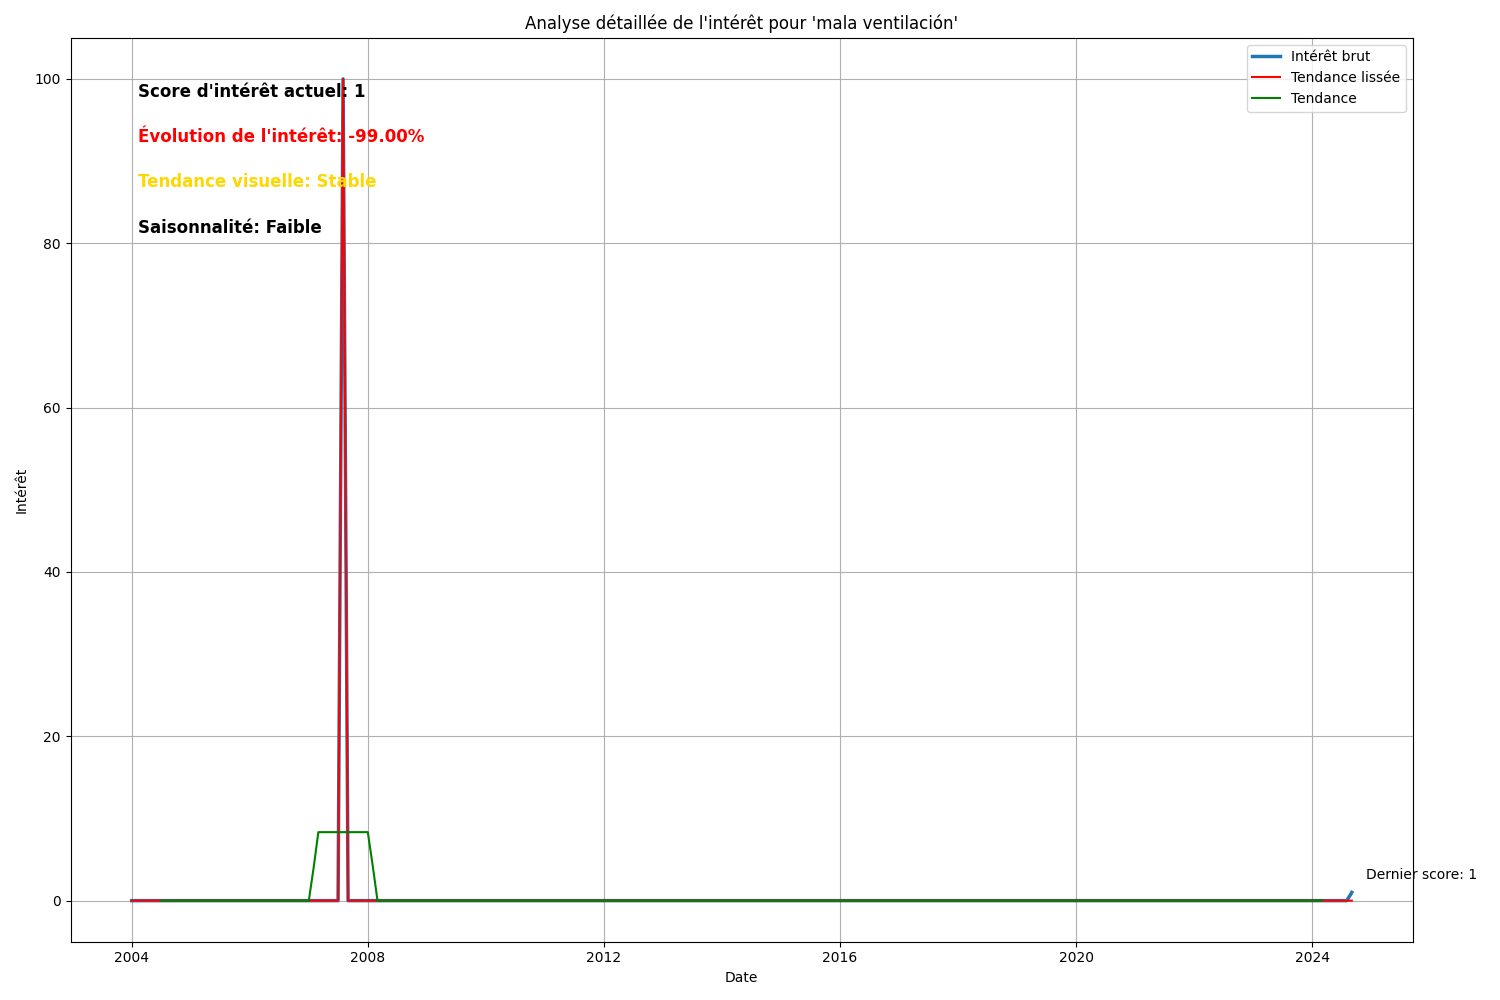 Analyse détaillée de l'intérêt pour 'mala ventilación'
Intérêt brut
Tendance lissée
Tendance
Score d'intérêt actuel: 1
Évolution de l'intérêt: -99.00%
Tendance visuelle: Stable
Saisonnalité: Faible
Intérêt
100
80
60
40
20
0
Dernier score: 1
2004
2008
2012
2016
2020
2024
Date